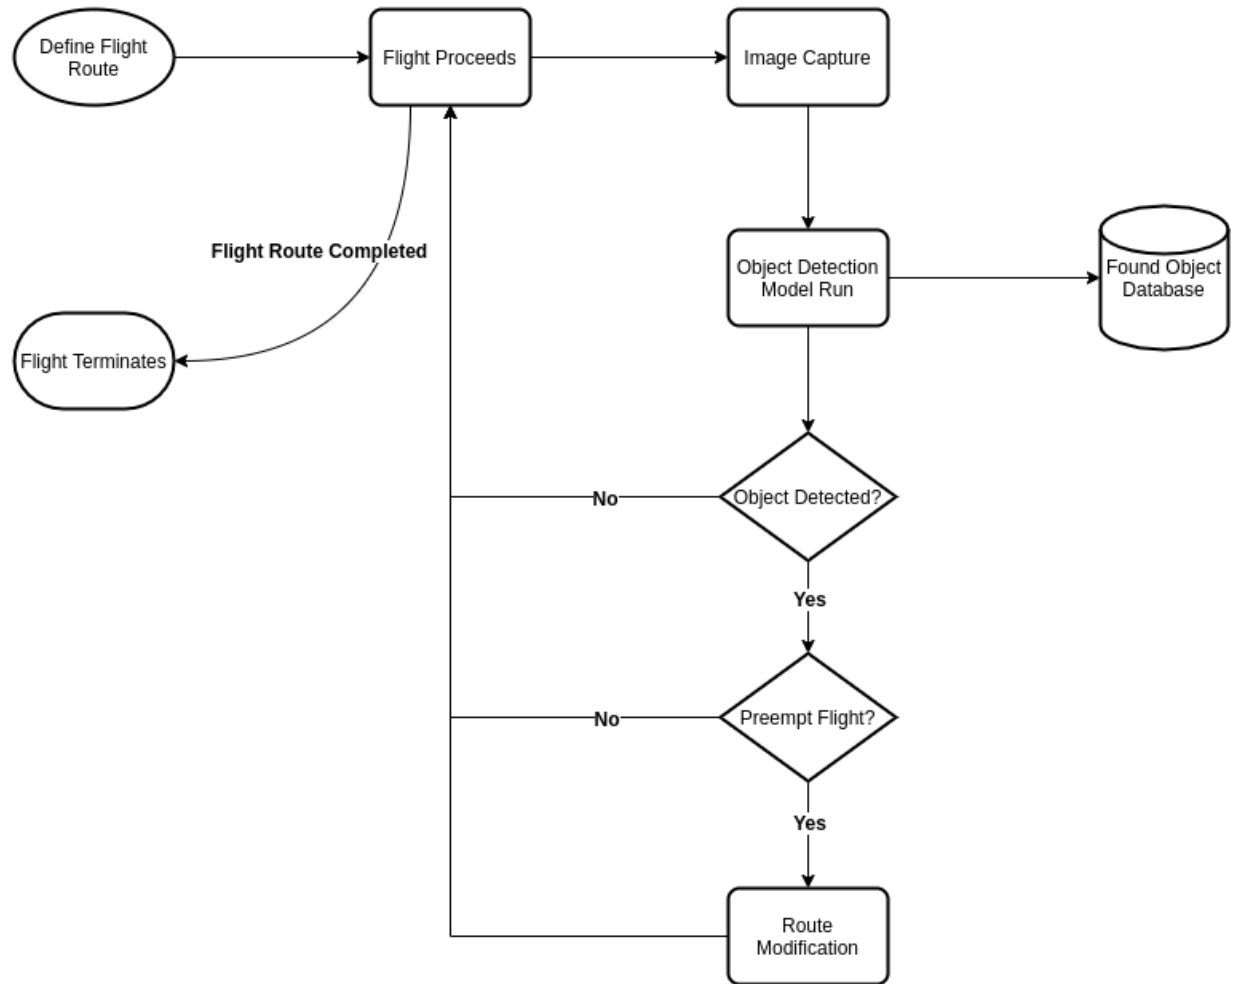 Define Flight
Route
Flight Proceeds
Image Capture
Flight Route Completed
Object Detection
Model Run
Found Object
Database
Flight Terminates
Object Detected?
No
Yes
Preempt Flight?
No
Yes
Route
Modification